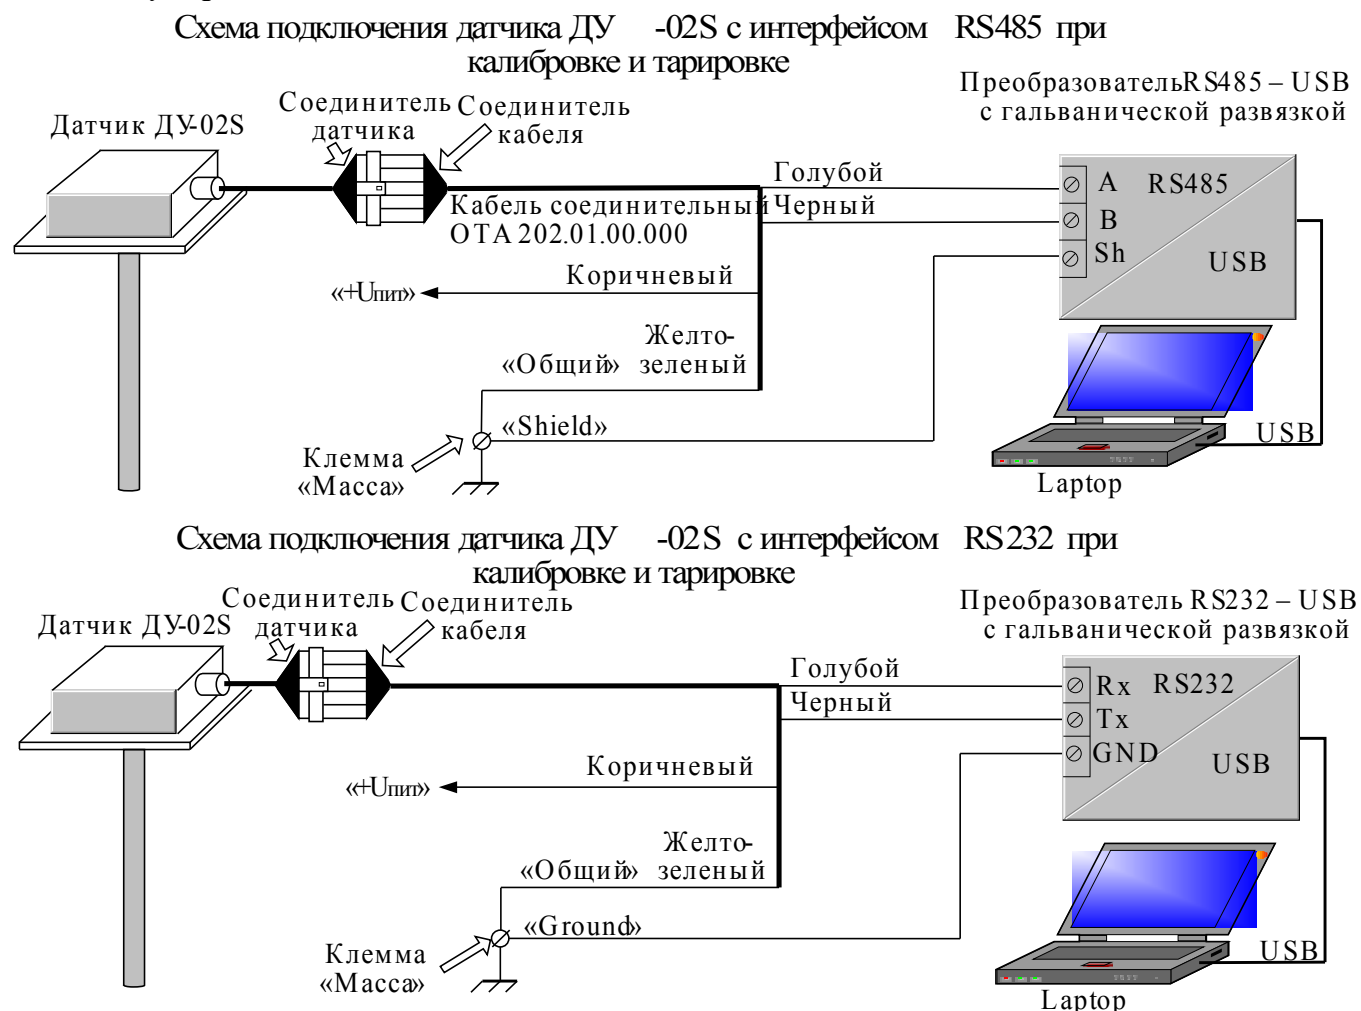 Схема подключения датчика ДУ -02S с интерфейсом RS485 при
калибровке и тарировке
Преобразователь RS485 – USB
с гальванической развязкой
Датчик ДУ-02S
Соединитель
датчика
Соединитель
кабеля
Голубой
Черный
Кабель соединительный
ОТА 202.01.00.000
A
B
Sh
RS485
USB
Коричневый
«+Uпит»
Желто-
зеленый
«Общий»
«Shield»
Клемма
«Масса»
USB
Laptop
Схема подключения датчика ДУ -02S с интерфейсом RS232 при
калибровке и тарировке
Преобразователь RS232 – USB
с гальванической развязкой
Датчик ДУ-02S
Соединитель
датчика
Соединитель
кабеля
Голубой
Черный
Rx
Tx
GND
RS232
USB
Коричневый
«+Uпит»
Желто-
зеленый
«Общий»
«Ground»
Клемма
«Масса»
USB
Laptop